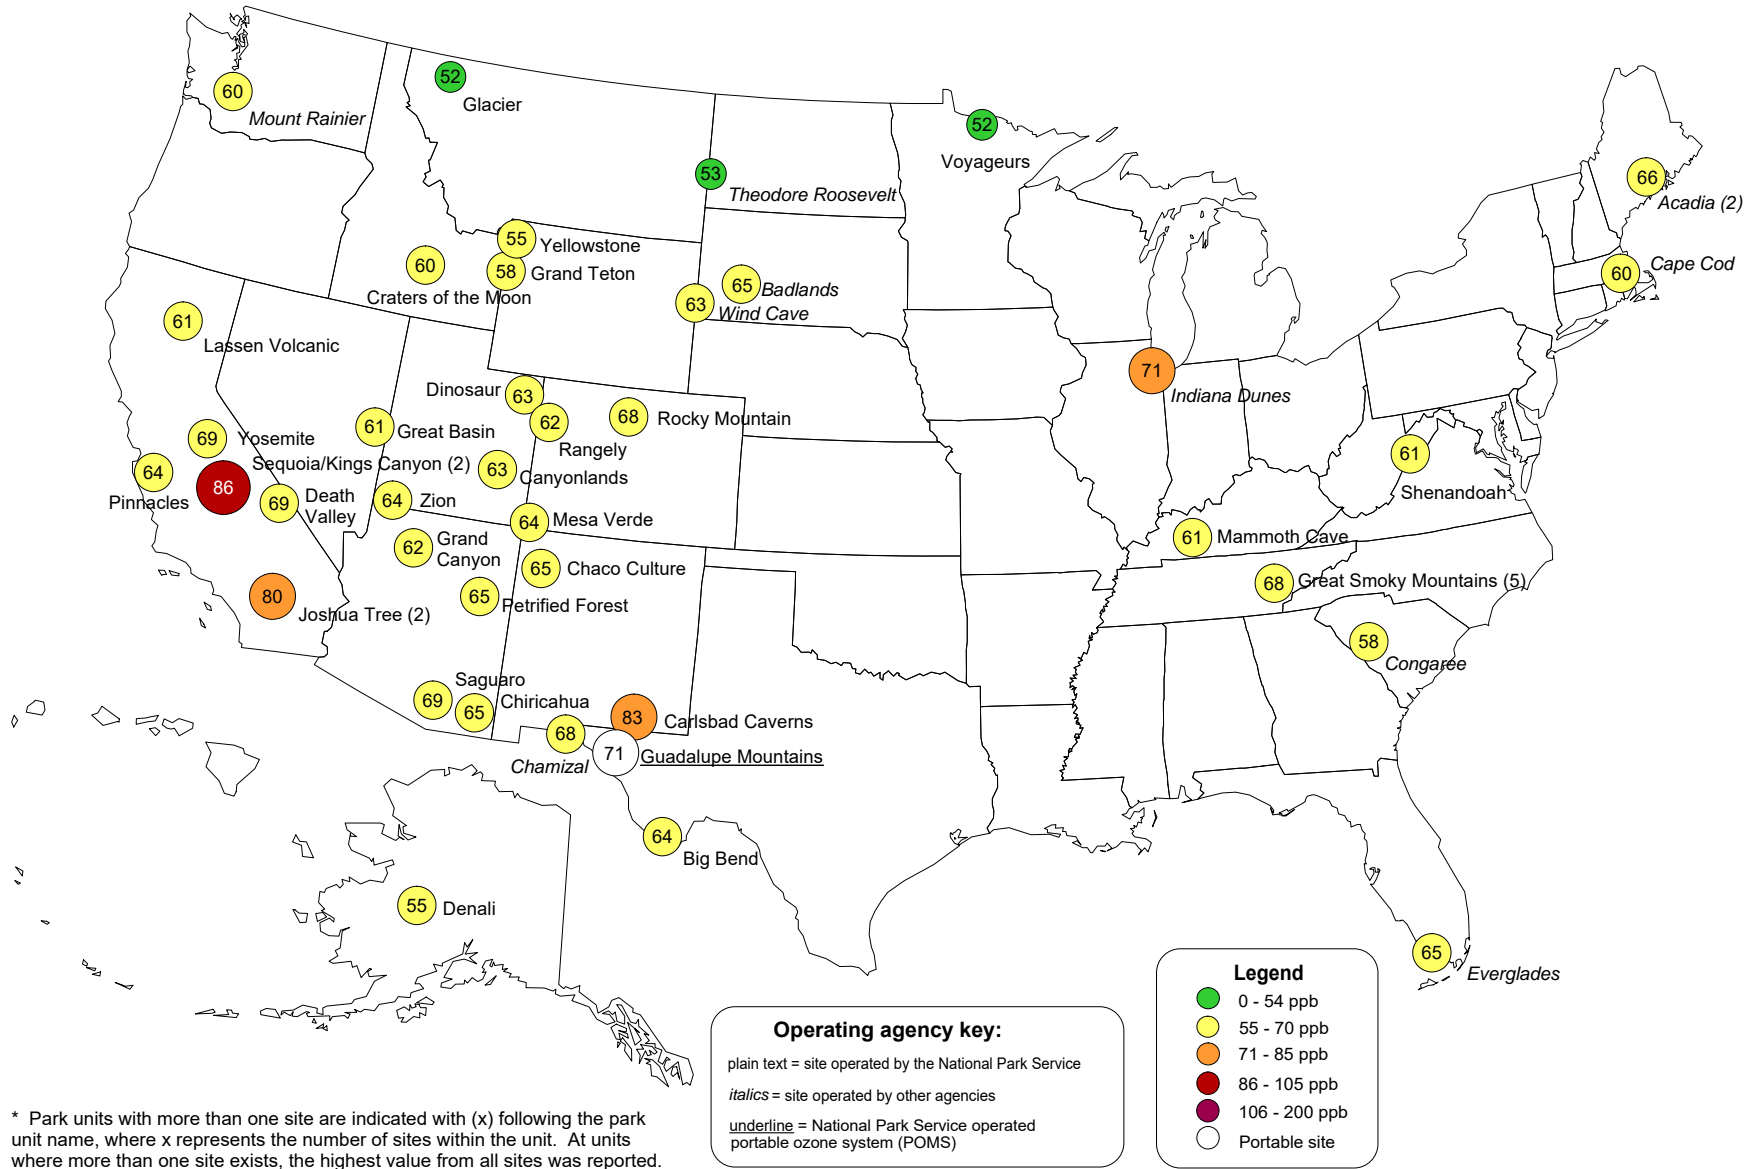 52
Glacier
60
Mount Rainier
52
Voyageurs
53
Theodore Roosevelt
66
Acadia (2)
55
Yellowstone
60
Craters of the Moon
58
Grand Teton
65
Badlands
63
Wind Cave
60
Cape Cod
61
Lassen Volcanic
71
Indiana Dunes
Dinosaur
63
62
Rangely
68
Rocky Mountain
61
Great Basin
69
Yosemite
Sequoia/Kings Canyon (2)
86
64
Pinnacles
63
Canyonlands
61
Shenandoah
69
Death
Valley
64
Zion
64
Mesa Verde
62
Grand
Canyon
61
Mammoth Cave
65
Chaco Culture
68
Great Smoky Mountains (5)
80
Joshua Tree (2)
65
Petrified Forest
58
Congaree
Saguaro
69
Chiricahua
65
83
Carlsbad Caverns
68
Chamizal
71
Guadalupe Mountains
64
Big Bend
55
Denali
65
Everglades
Legend
0 - 54 ppb
55 - 70 ppb
71 - 85 ppb
86 - 105 ppb
106 - 200 ppb
Portable site
Operating agency key:
plain text = site operated by the National Park Service
italics = site operated by other agencies
underline = National Park Service operated
portable ozone system (POMS)
* Park units with more than one site are indicated with (x) following the park
unit name, where x represents the number of sites within the unit. At units
where more than one site exists, the highest value from all sites was reported.